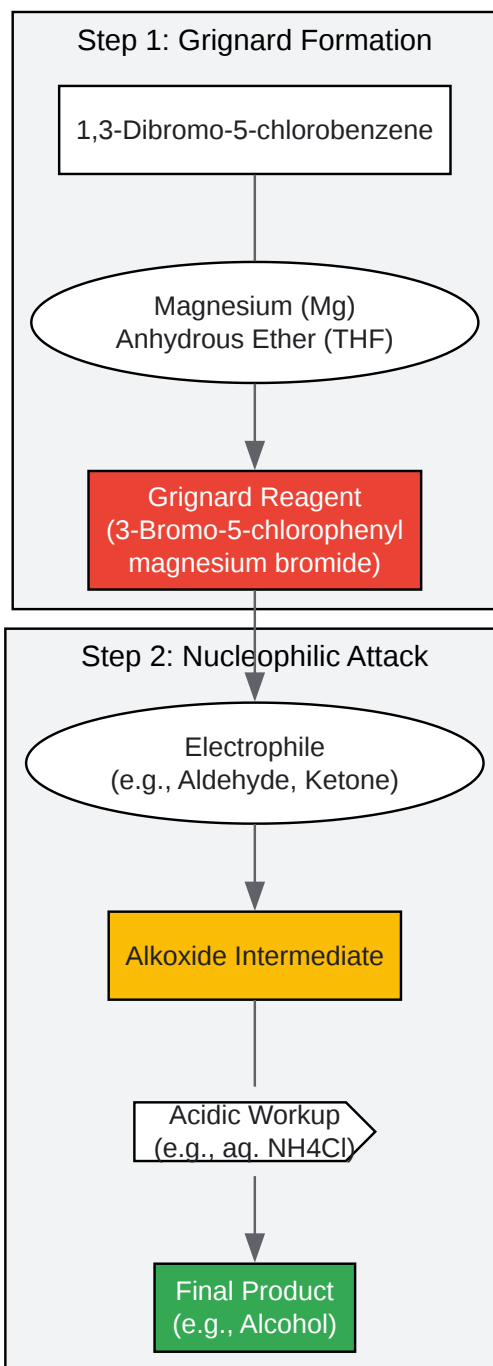 Step 1: Grignard Formation
1,3-Dibromo-5-chlorobenzene
Magnesium (Mg)
Anhydrous Ether (THF)
Grignard Reagent
(3-Bromo-5-chlorophenyl
magnesium bromide)
Step 2: Nucleophilic Attack
Electrophile
(e.g., Aldehyde, Ketone)
Alkoxide Intermediate
Acidic Workup
(e.g., aq. NH4Cl)
Final Product
(e.g., Alcohol)